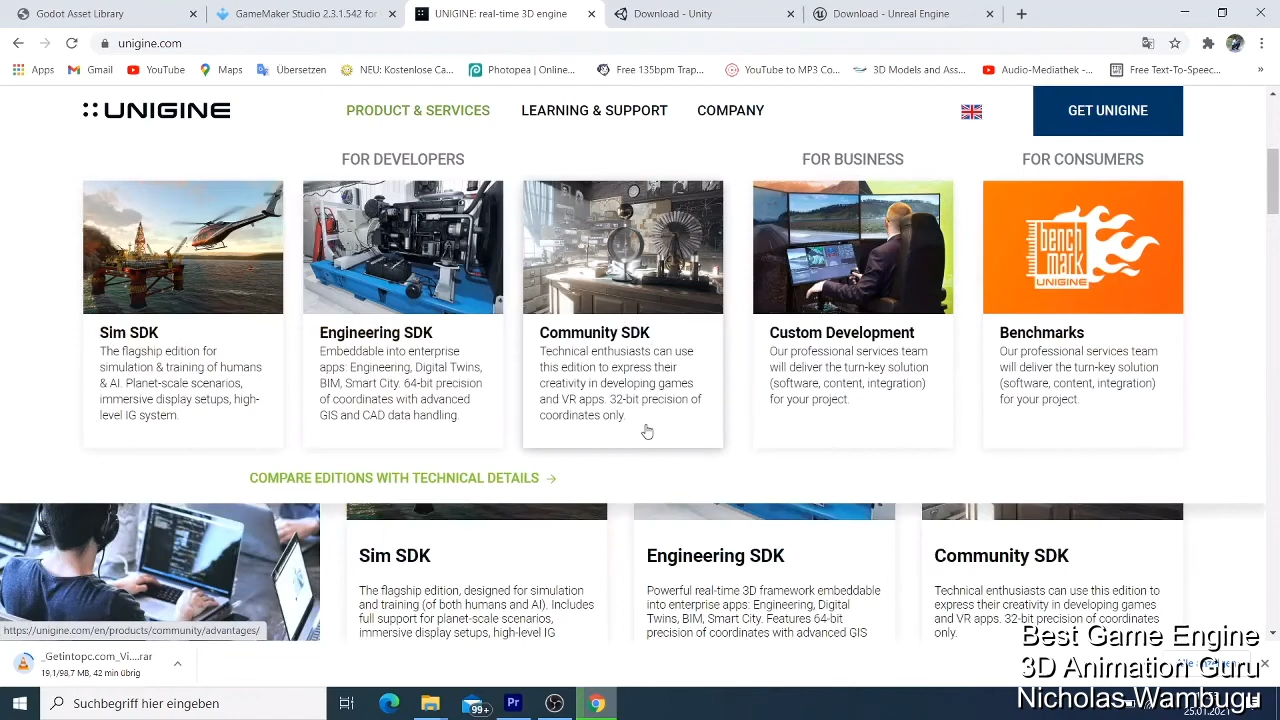 Godot Asset Library
GameMaker Studio 2.3.1.542 for
UNIGINE: real-time 3D engine
Download - Unity
Download - Unreal Engine
unigine.com
Apps
Gmail
YouTube
Maps
Übersetzen
NEU: Kostenlose Ca...
Photopea | Online...
Free 135bpm Trap...
YouTube to MP3 Co...
3D Models and Ass...
Audio-Mediathek -...
Free Text-To-Speec...
»
UNIGINE
PRODUCT & SERVICES
LEARNING & SUPPORT
COMPANY
GET UNIGINE
FOR DEVELOPERS
FOR BUSINESS
FOR CONSUMERS
bench
mark
UNIGINE
Sim SDK
The flagship edition for
simulation & training of humans
& AI. Planet-scale scenarios,
immersive display setups, high-
level IG system.
Engineering SDK
Embeddable into enterprise
apps: Engineering, Digital Twins,
BIM, Smart City. 64-bit precision
of coordinates with advanced
GIS and CAD data handling.
Community SDK
Technical enthusiasts can use
this edition to express their
creativity in developing games
and VR apps. 32-bit precision of
coordinates only.
Custom Development
Our professional services team
will deliver the turn-key solution
(software, content, integration)
for your project.
Benchmarks
Our professional services team
will deliver the turn-key solution
(software, content, integration)
for your project.
COMPARE EDITIONS WITH TECHNICAL DETAILS →
Sim SDK
The flagship edition, designed for simulation
and training (of both humans and AI). Includes
full support for planet-scale scenarios,
immersive display setups, high-level IG
Engineering SDK
Powerful real-time 3D framework embeddable
into enterprise apps: Engineering, Digital
Twins, BIM, Smart City. Features 64-bit
precision of coordinates with advanced GIS
Community SDK
Technical enthusiasts can use this edition to
express their creativity in developing games
and VR apps. Features 32-bit precision of coordinates
only.
https://unigine.com/en/products/community/advantages/
Best Game Engine
3D Animation Guru
Nicholas Wambugu
_Getintopc.com_Vi....rar
19,1/98,7 MB, 42 min übrig
Suchbegriff hier eingeben
99+
Pr
25.01.2021